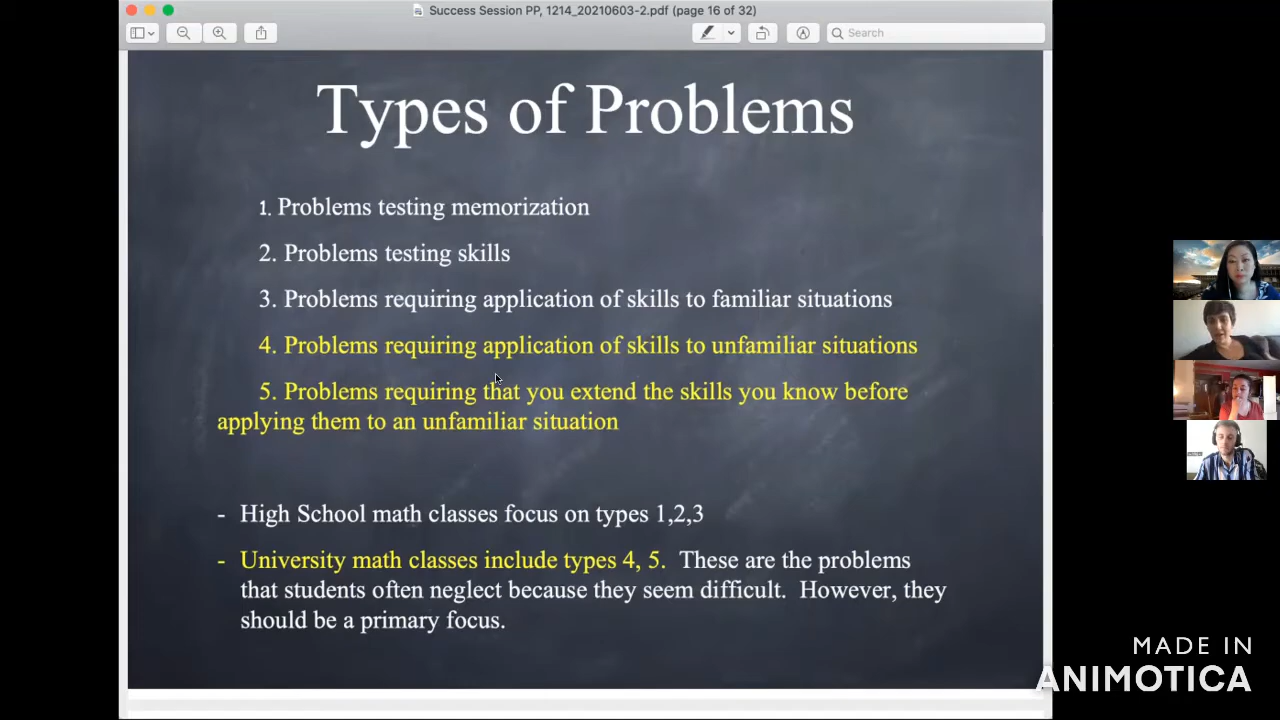 Success Session PP, 1214_20210603-2.pdf (page 16 of 32)
Search
Types of Problems
1. Problems testing memorization
2. Problems testing skills
3. Problems requiring application of skills to familiar situations
4. Problems requiring application of skills to unfamiliar situations
5. Problems requiring that you extend the skills you know before
applying them to an unfamiliar situation
- High School math classes focus on types 1,2,3
- University math classes include types 4, 5. These are the problems
that students often neglect because they seem difficult. However, they
should be a primary focus.
MADE IN
ANIMOTICA